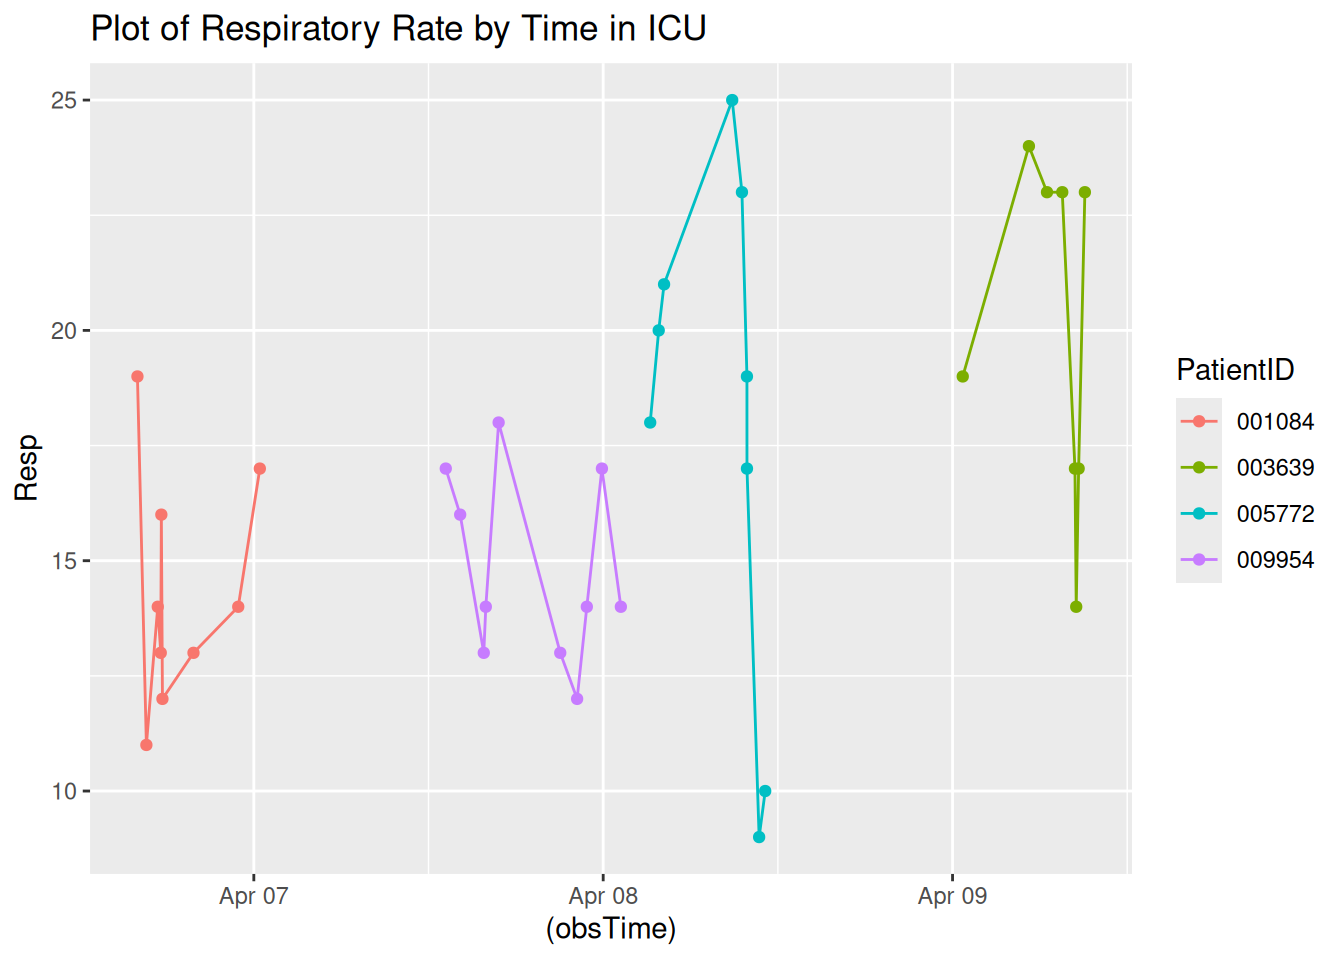 Plot of Respiratory Rate by Time in ICU
25
20
15
10
Resp
Apr 07
Apr 08
Apr 09
(obsTime)
PatientID
001084
003639
005772
009954